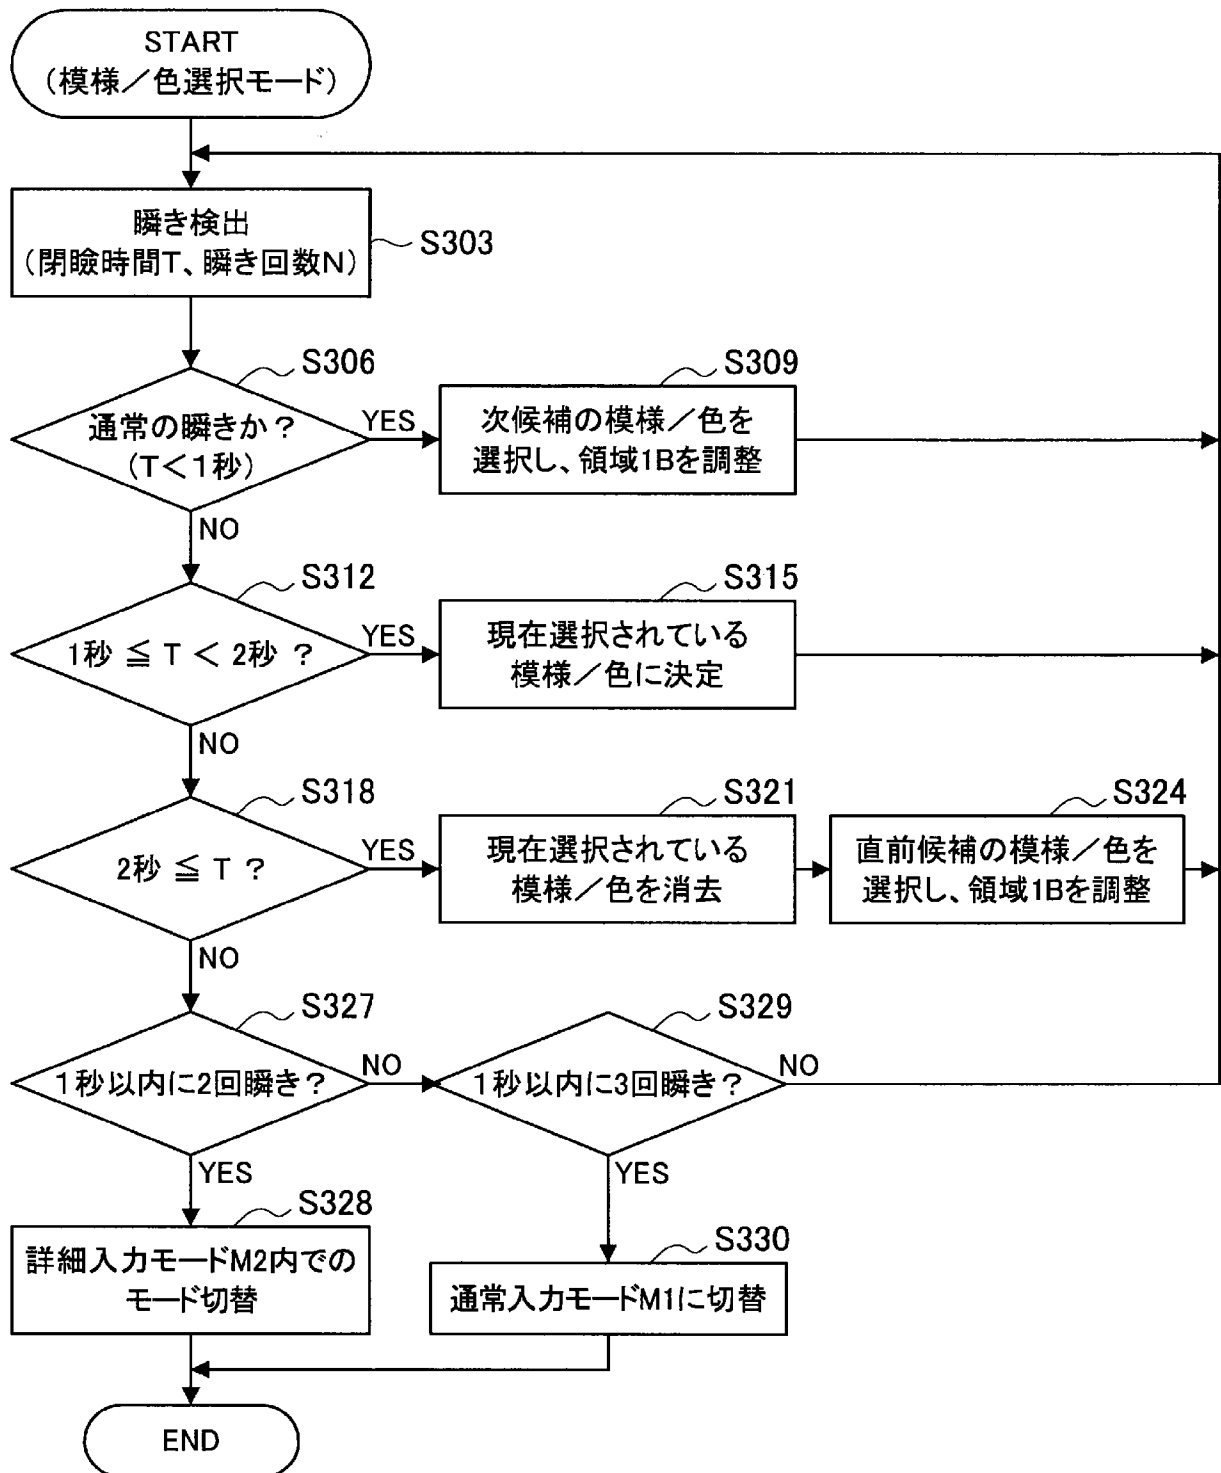 START
（模様／色選択モード）
瞬き検出
（閉瞼時間T、瞬き回数N）
S303
S306
通常の瞬きか？
（T＜1秒）
YES
NO
S309
次候補の模様／色を
選択し、領域1Bを調整
S312
1秒 ≦ T < 2秒 ？
YES
NO
S315
現在選択されている
模様／色に決定
S318
2秒 ≦ T ？
YES
NO
S321
現在選択されている
模様／色を消去
S324
直前候補の模様／色を
選択し、領域1Bを調整
S327
1秒以内に2回瞬き？
NO
YES
S329
1秒以内に3回瞬き？
NO
YES
S328
詳細入力モードM2内での
モード切替
S330
通常入力モードM1に切替
END